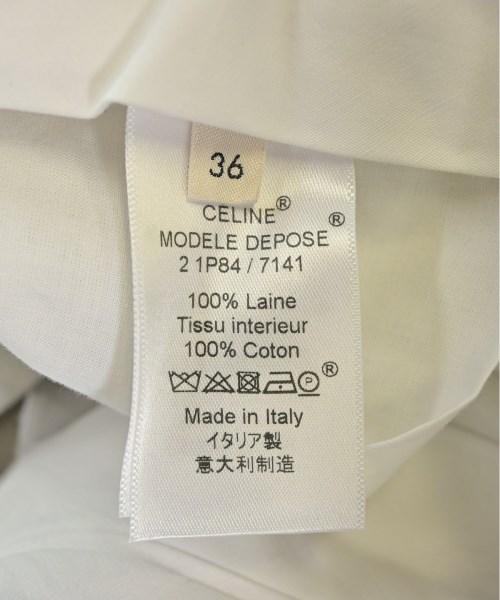 36
CELINE®
MODELE DEPOSE ®
2 1P84 / 7141
100% Laine
Tissu interieur
100% Coton
P ®
Made in Italy
イタリア製
意大利制造